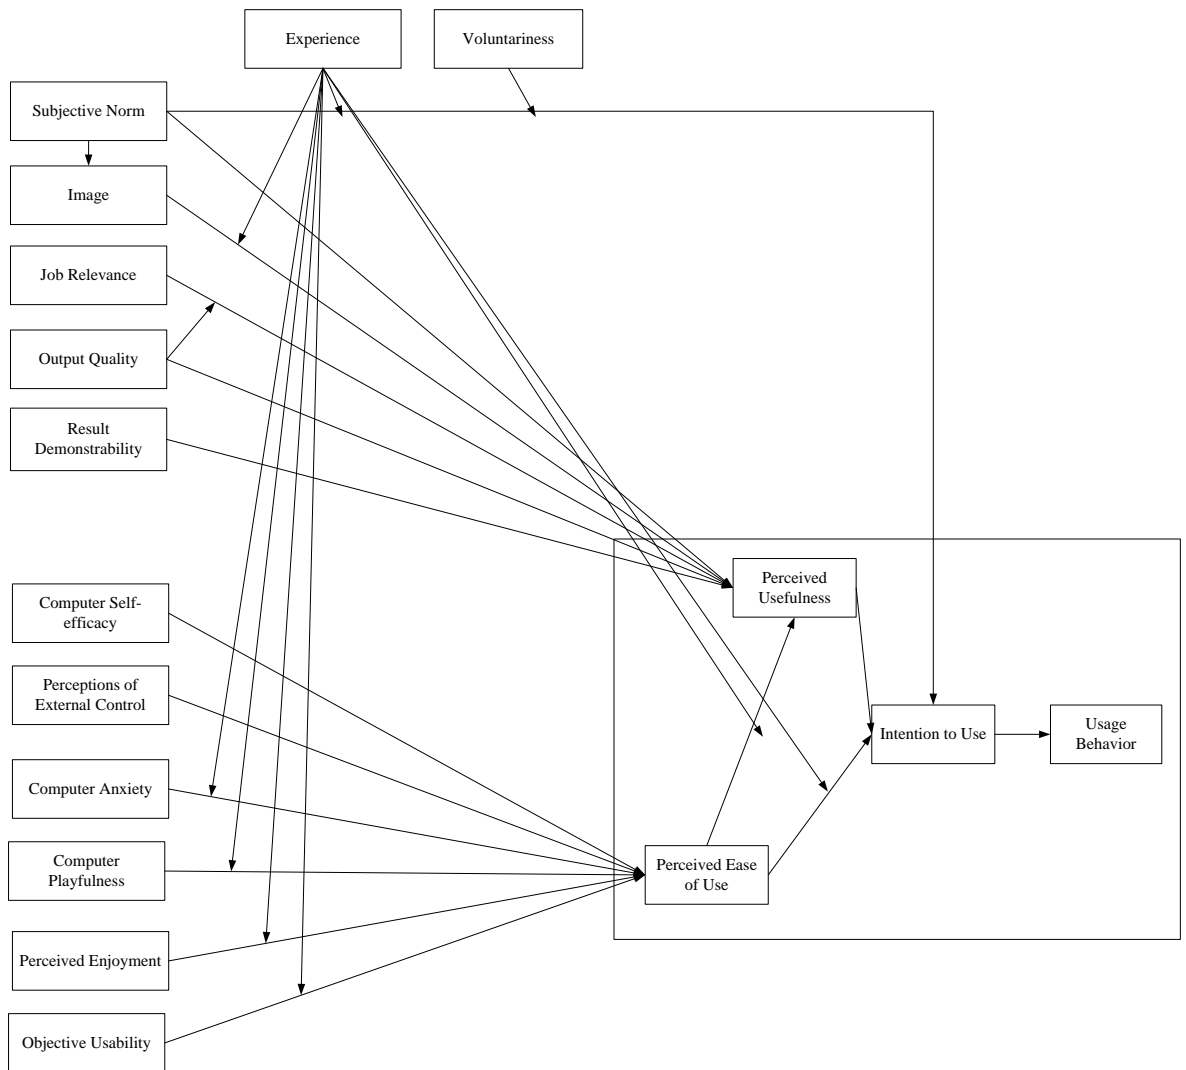 Experience
Voluntariness
Subjective Norm
Image
Job Relevance
Output Quality
Result
Demonstrability
Computer Self-
efficacy
Perceptions of
External Control
Computer Anxiety
Computer
Playfulness
Perceived Enjoyment
Objective Usability
Perceived
Usefulness
Perceived Ease
of Use
Intention to Use
Usage
Behavior